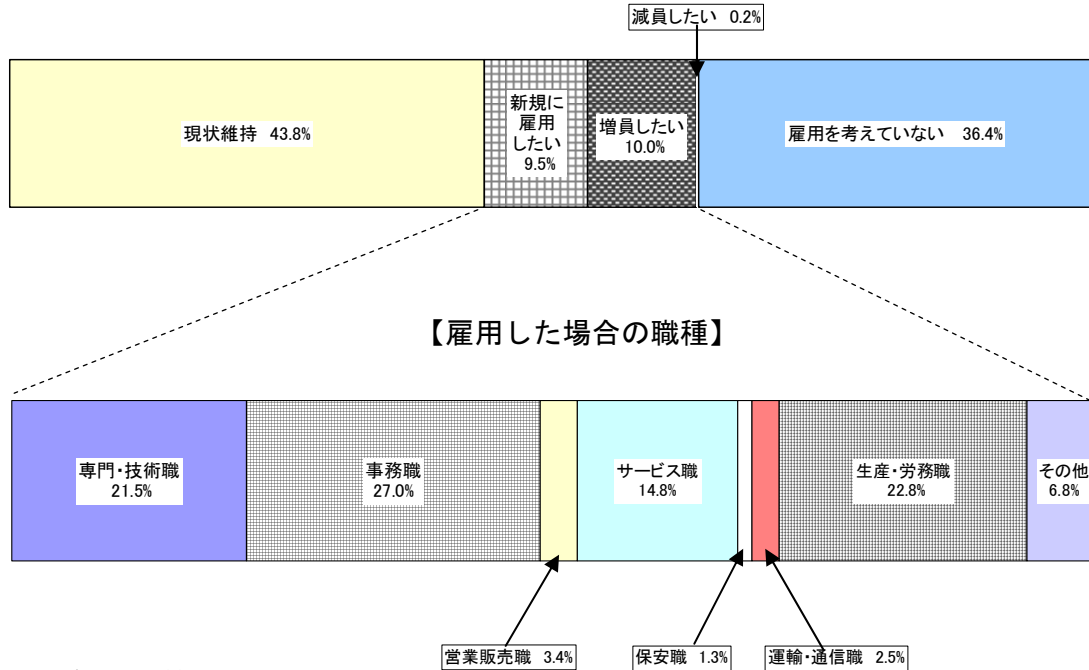 減員したい 0.2%
現状維持 43.8%
新規に
雇用
したい
9.5%
増員したい
10.0%
雇用を考えていない 36.4%
【雇用した場合の職種】
専門・技術職
21.5%
事務職
27.0%
サービス職
14.8%
生産・労務職
22.8%
その他
6.8%
営業販売職 3.4%
保安職 1.3%
運輸・通信職 2.5%